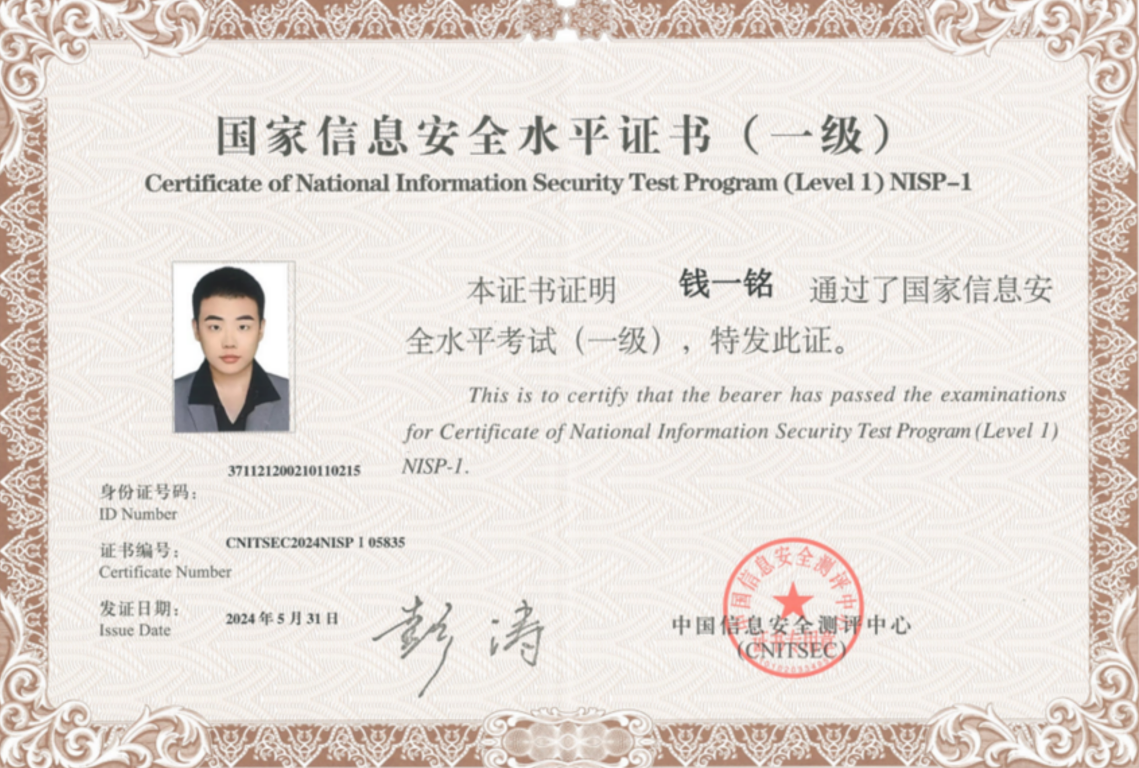 国家信息安全水平证书（一级）
Certificate of National Information Security Test Program (Level 1) NISP-1
本证书证明 钱一铭 通过了国家信息安
全水平考试（一级），特发此证。
This is to certify that the bearer has passed the examinations
for Certificate of National Information Security Test Program (Level 1)
NISP-1.
371121200210110215
身份证号码：
ID Number
CNITSEC2024NISPⅠ05835
证书编号：
Certificate Number
发证日期：
2024 年 5 月 31 日
Issue Date
彭涛
中国信息安全测评中心
中国信息安全测评中心
(CNITSEC)
证书专用章